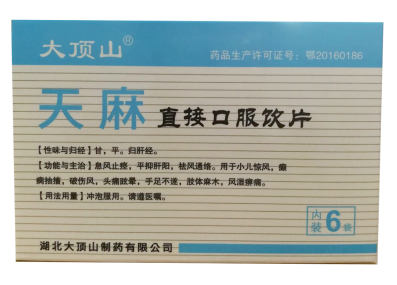 大顶山®
药品生产许可证号：鄂20160186
天麻 直接口服饮片
【性味与归经】甘，平。归肝经。
【功能与主治】息风止痉，平抑肝阳，祛风通络。用于小儿惊风，癫
痫抽搐，破伤风，头痛眩晕，手足不遂，肢体麻木，风湿痹痛。
【用法用量】冲泡服用。请遵医嘱。
内装6袋
湖北大顶山制药有限公司